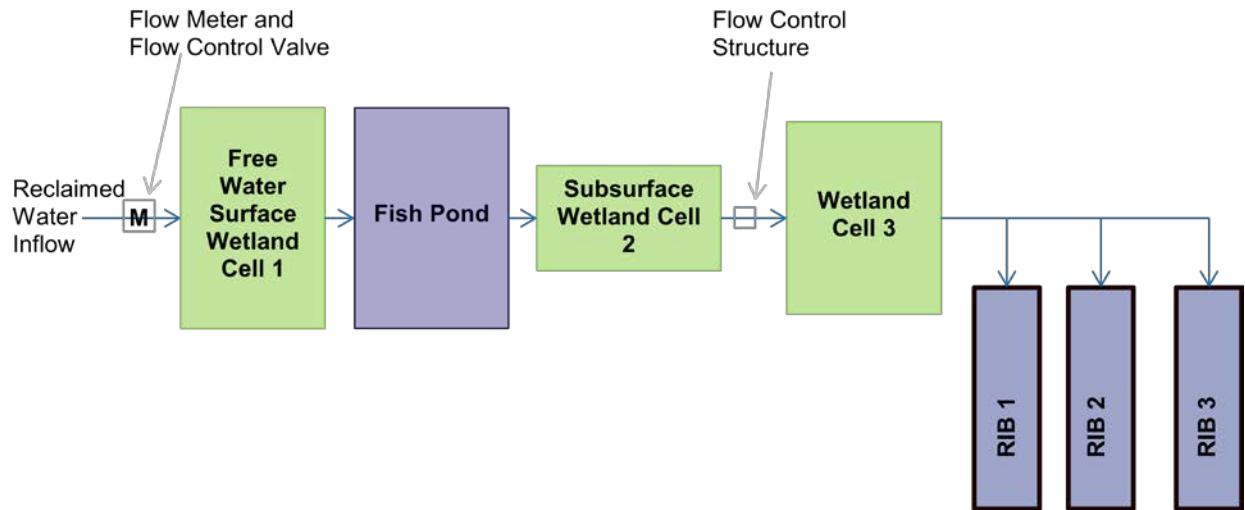 Flow Meter and
Flow Control Valve
Flow Control
Structure
Reclaimed
Water
Inflow
M
Free
Water
Surface
Wetland
Cell 1
Fish Pond
Subsurface
Wetland Cell
2
Wetland
Cell 3
RIB 1
RIB 2
RIB 3